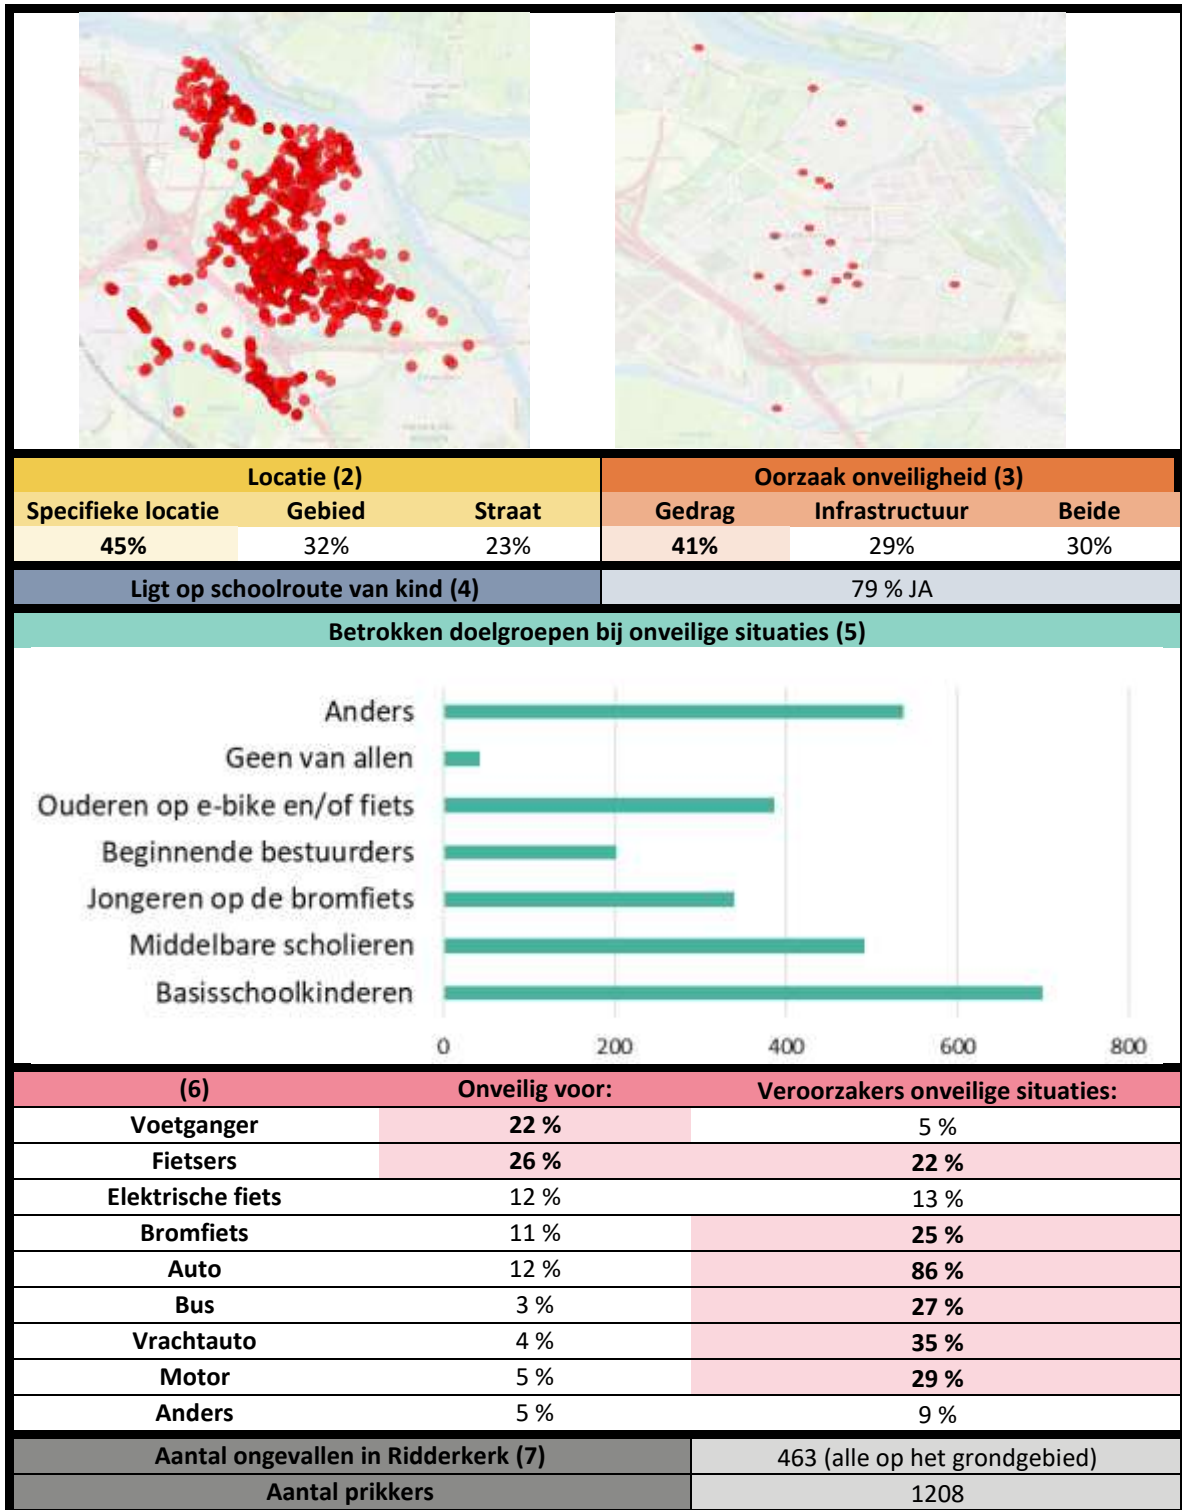 Locatie (2) Oorzaak onveiligheid (3)
Specifieke locatie Gebied Straat Gedrag Infrastructuur Beide
45% 32% 23% 41% 29% 30%
Ligt op schoolroute van kind (4) 79 % JA
Betrokken doelgroepen bij onveilige situaties (5)
Anders
Geen van allen
Ouderen op e-bike en/of fiets
Beginnende bestuurders
Jongeren op de bromfiets
Middelbare scholieren
Basisschoolkinderen
0 200 400 600 800
(6) Onveilig voor: Veroorzakers onveilige situaties:
Voetganger 22 % 5 %
Fietsers 26 % 22 %
Elektrische fiets 12 % 13 %
Bromfiets 11 % 25 %
Auto 12 % 86 %
Bus 3 % 27 %
Vrachtauto 4 % 35 %
Motor 5 % 29 %
Anders 5 % 9 %
Aantal ongevallen in Ridderkerk (7) 463 (alle op het grondgebied)
Aantal prikkers 1208